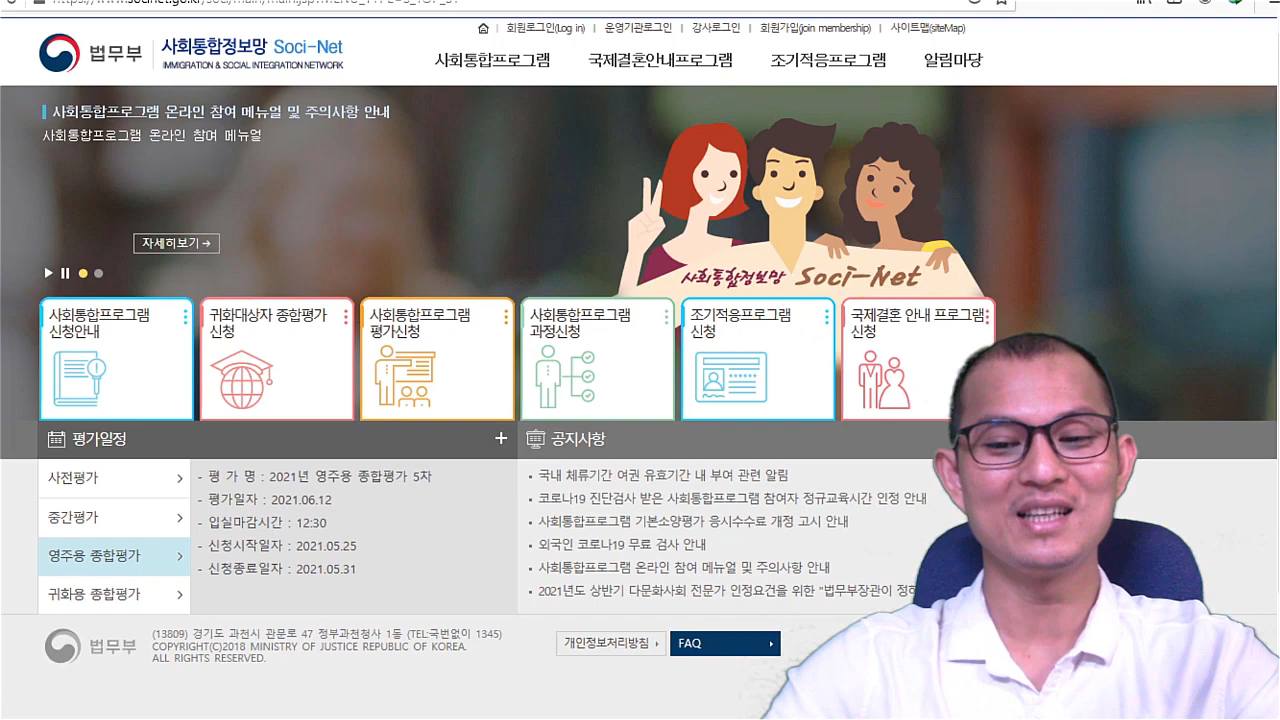 회원로그인(Log in) | 운영기관로그인 | 강사로그인 | 회원가입(join membership) | 사이트맵(siteMap)
법무부
사회통합정보망 Soci-Net
IMMIGRATION & SOCIAL INTEGRATION NETWORK
사회통합프로그램 국제결혼안내프로그램 조기적응프로그램 알림마당
사회통합프로그램 온라인 참여 메뉴얼 및 주의사항 안내
사회통합프로그램 온라인 참여 메뉴얼
자세히보기
사회통합정보망 Soci-Net
사회통합프로그램
신청안내
귀화대상자 종합평가
신청
사회통합프로그램
평가신청
사회통합프로그램
과정신청
조기적응프로그램
신청
국제결혼 안내 프로그램
신청
평가일정 +
사전평가
중간평가
영주용 종합평가
귀화용 종합평가
- 평 가 명 : 2021년 영주용 종합평가 5차
- 평가일자 : 2021.06.12
- 입실마감시간 : 12:30
- 신청시작일자 : 2021.05.25
- 신청종료일자 : 2021.05.31
공지사항
국내 체류기간 여권 유효기간 내 부여 관련 알림
코로나19 진단검사 받은 사회통합프로그램 참여자 정규교육시간 인정 안내
사회통합프로그램 기본소양평가 응시수수료 개정 고시 안내
외국인 코로나19 무료 검사 안내
사회통합프로그램 온라인 참여 메뉴얼 및 주의사항 안내
2021년도 상반기 다문화사회 전문가 인정요건을 위한 "법무부장관이
법무부
(13809) 경기도 과천시 관문로 47 정부과천청사 1동 (TEL:국번없이 1345)
COPYRIGHT(C)2018 MINISTRY OF JUSTICE REPUBLIC OF KOREA.
ALL RIGHTS RESERVED.
개인정보처리방침
FAQ